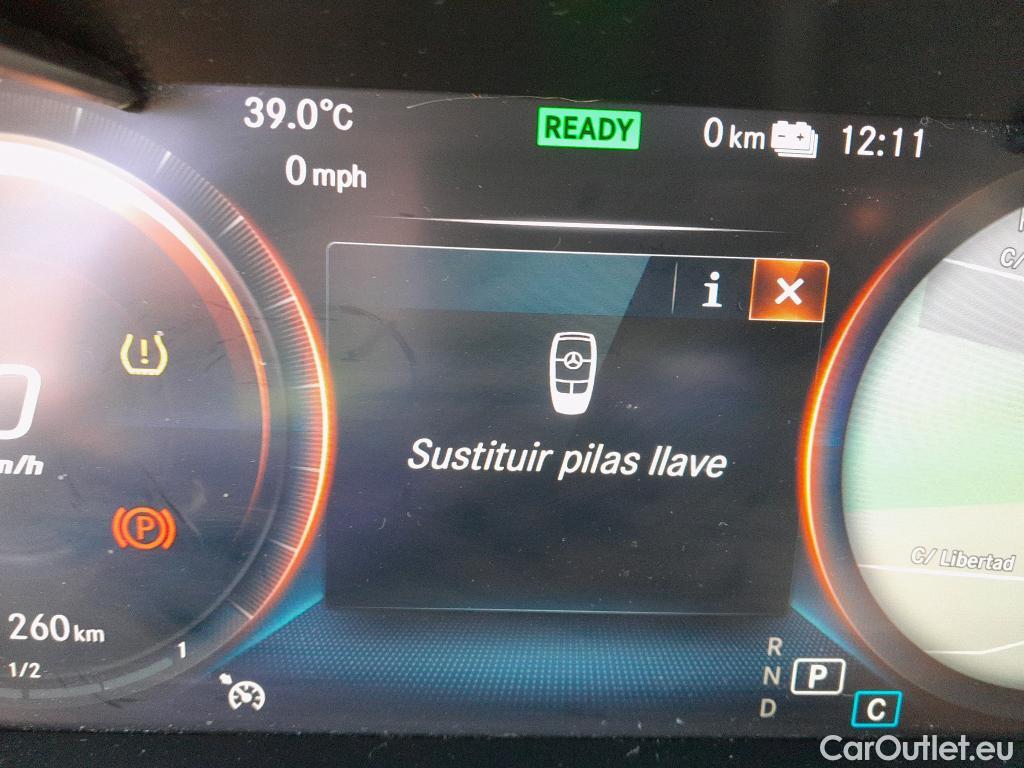 39.0°C
READY
0 km
12:11
0 mph
i
C/
Sustituir pilas llave
P
C/ Libertad
260 km
1
1/2
R
N P
D
C
CarOutlet.eu